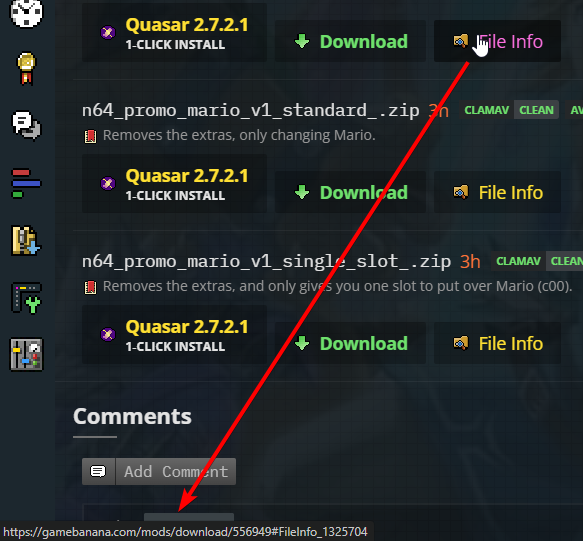 Quasar 2.7.2.1
1-CLICK INSTALL
Download
File Info
n64_promo_mario_v1_standard_.zip 3h CLAMAV CLEAN AV
Removes the extras, only changing Mario.
Quasar 2.7.2.1
1-CLICK INSTALL
Download
File Info
n64_promo_mario_v1_single_slot_.zip 3h CLAMAV CLEAN
Removes the extras, and only gives you one slot to put over Mario (c00).
Quasar 2.7.2.1
1-CLICK INSTALL
Download
File Info
Comments
Add Comment
https://gamebanana.com/mods/download/556949#FileInfo_1325704